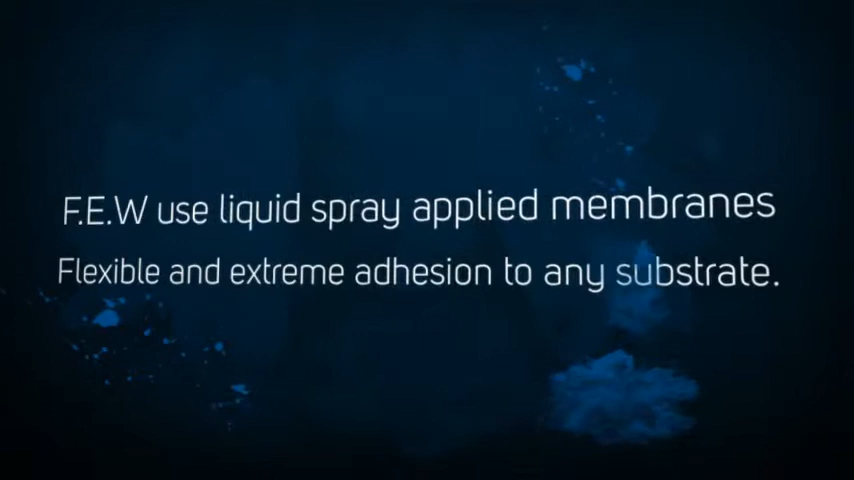 F.E.W use liquid spray applied membranes
Flexible and extreme adhesion to any substrate.